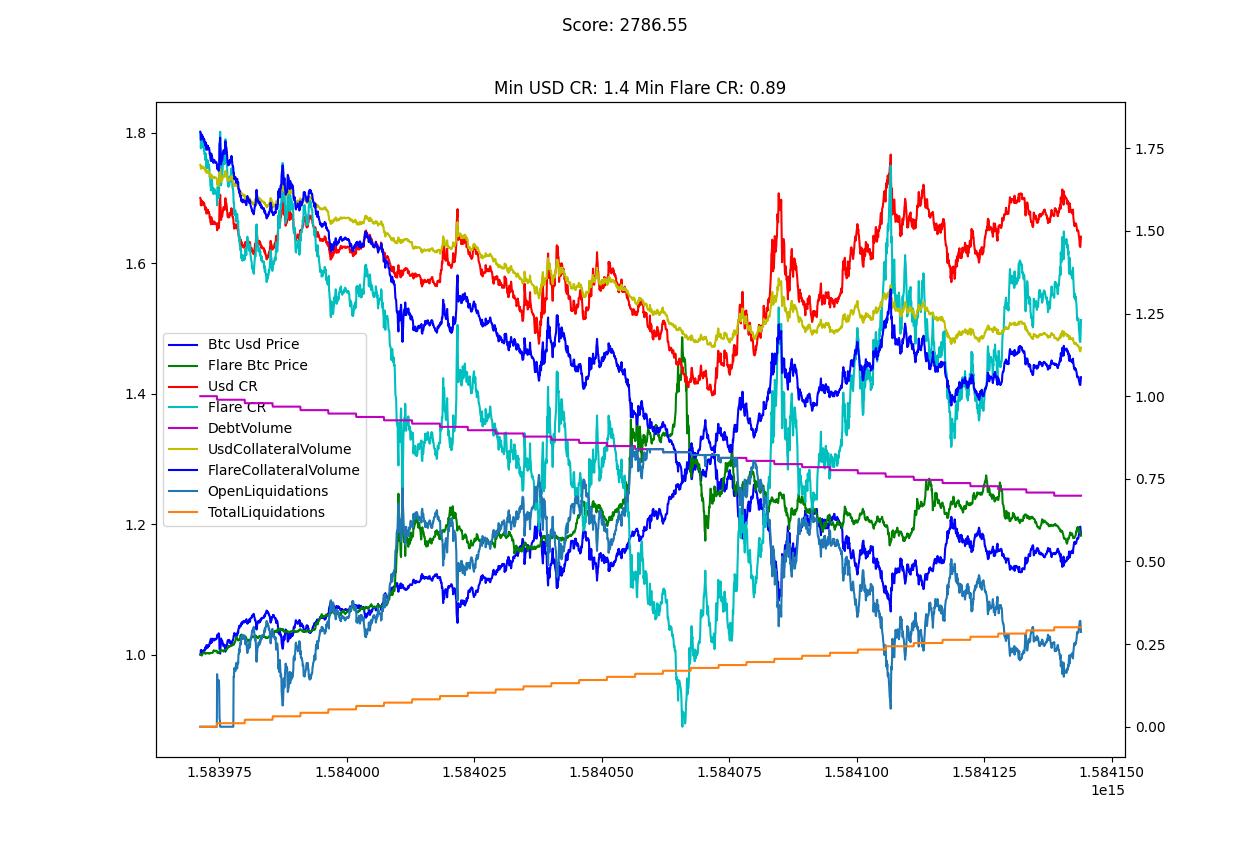 Score: 2786.55
Min USD CR: 1.4 Min Flare CR: 0.89
1.8
1.6
1.4
1.2
1.0
1.75
1.50
1.25
1.00
0.75
0.50
0.25
0.00
Btc Usd Price
Flare Btc Price
Usd CR
Flare CR
DebtVolume
UsdCollateralVolume
FlareCollateralVolume
OpenLiquidations
TotalLiquidations
1.583975 1.584000 1.584025 1.584050 1.584075 1.584100 1.584125 1.584150
1e15